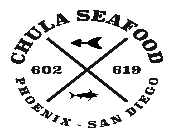 CHULA SEAFOOD
602 619
PHOENIX - SAN DIEGO